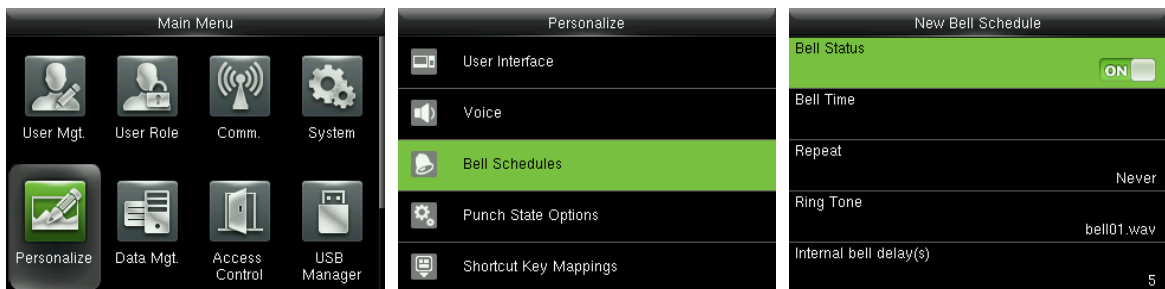 Main Menu
User Mgt.
User Role
Comm.
System
Personalize
Data Mgt.
Access
Control
USB
Manager
Personalize
User Interface
Voice
Bell Schedules
Punch State Options
Shortcut Key Mappings
New Bell Schedule
Bell Status
ON
Bell Time
Repeat
Never
Ring Tone
bell01.wav
Internal bell delay(s)
5